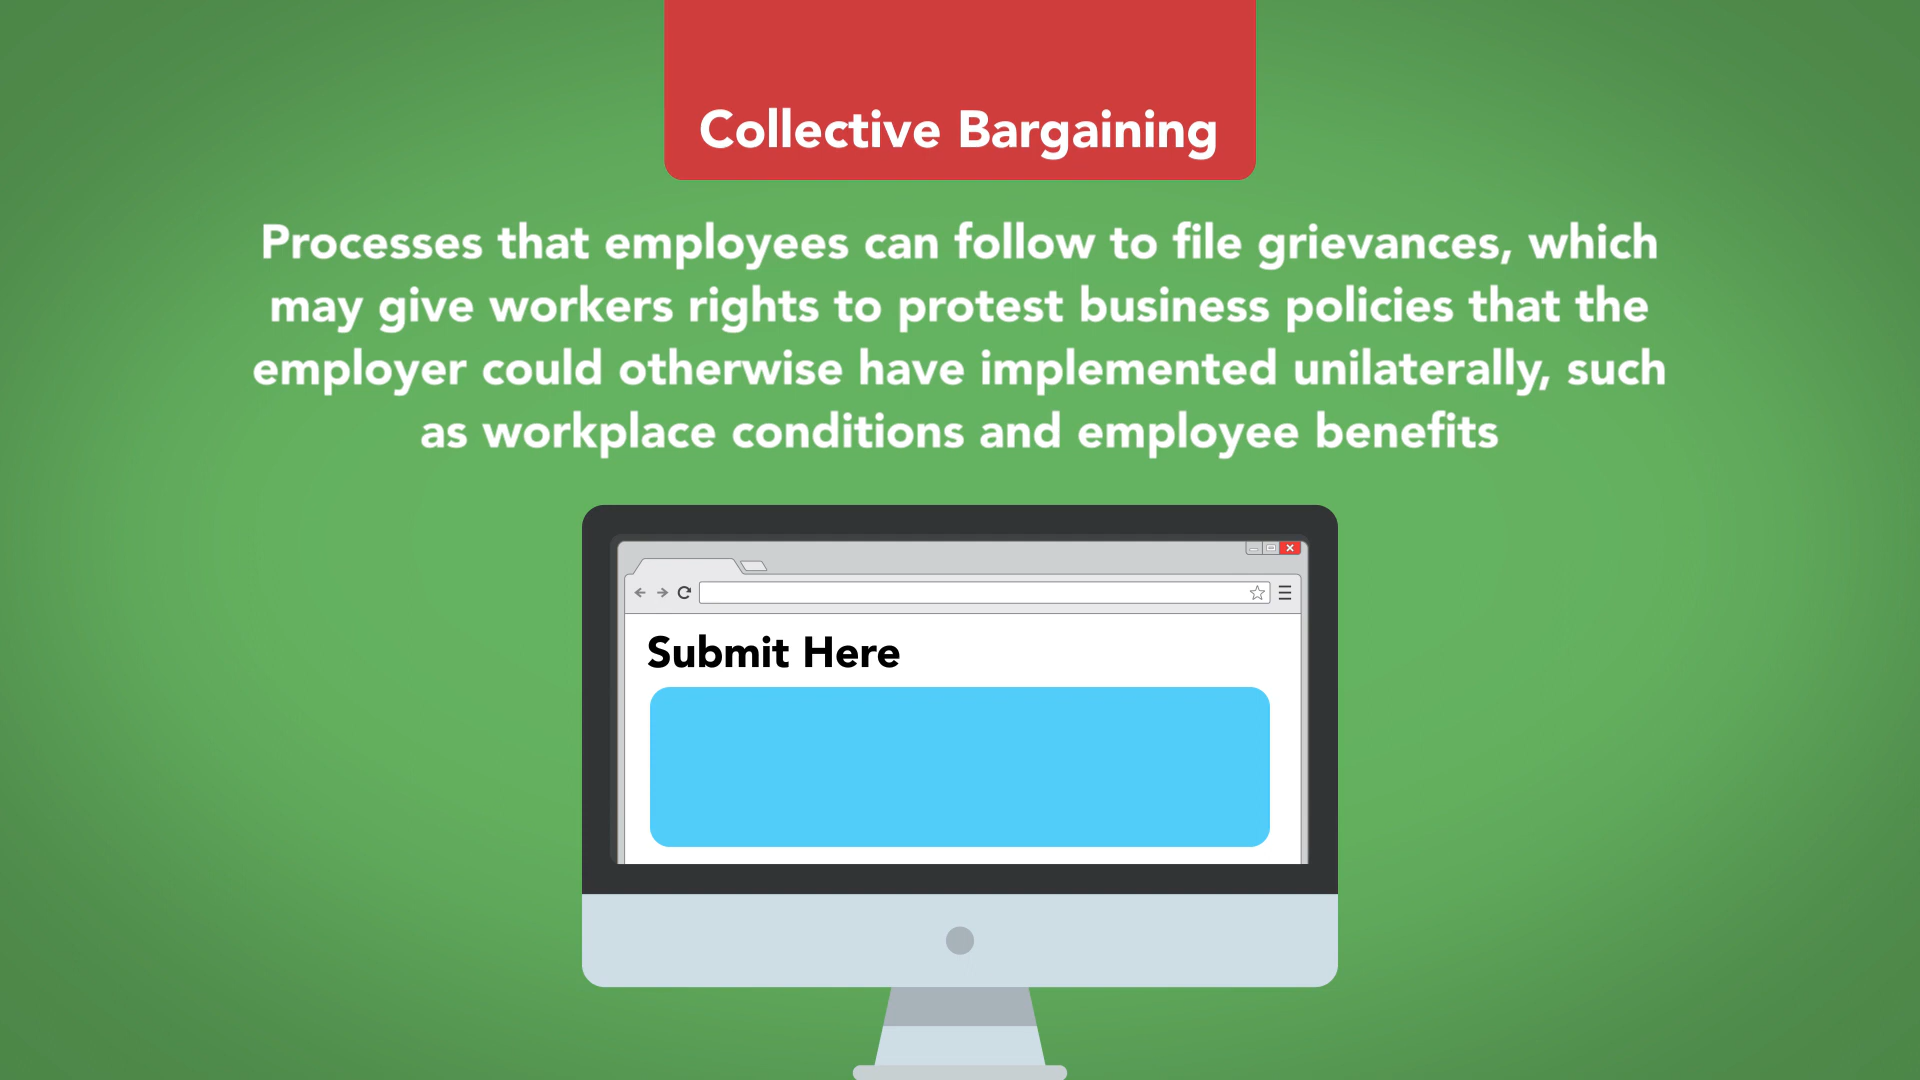 Collective Bargaining
Processes that employees can follow to file grievances, which
may give workers rights to protest business policies that the
employer could otherwise have implemented unilaterally, such
as workplace conditions and employee benefits
Submit Here